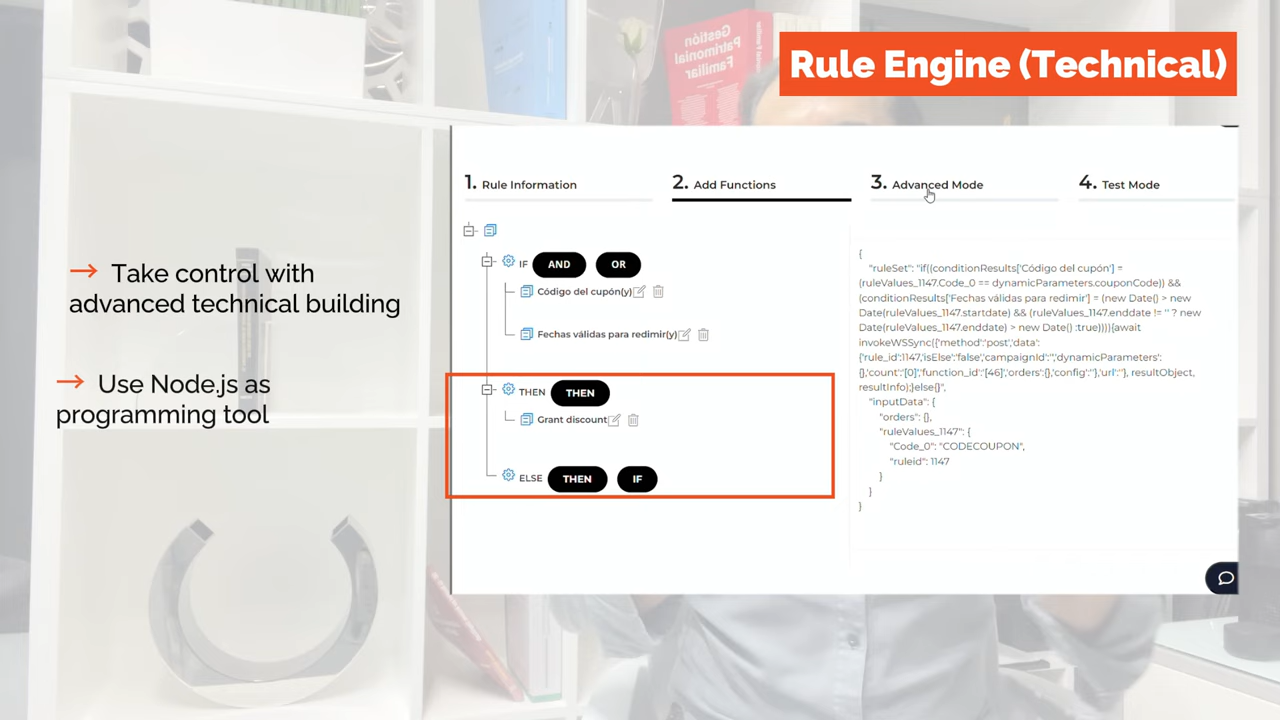 Gestión
Patrimonial
Familiar
Rule Engine (Technical)
1. Rule Information
2. Add Functions
3. Advanced Mode
4. Test Mode
→ Take control with
advanced technical building
→ Use Node.js as
programming tool
IF AND OR
Código del cupón(y)
Fechas válidas para redimir(y)
THEN THEN
Grant discount
ELSE THEN IF
{
"ruleSet": "if((conditionResults['Código del cupón'] =
(ruleValues_1147.Code_0 == dynamicParameters.couponCode)) &&
(conditionResults['Fechas válidas para redimir'] = (new Date() > new
Date(ruleValues_1147.startdate) && (ruleValues_1147.enddate != '' ? new
Date(ruleValues_1147.enddate) > new Date() :true)))){await
invokeWSSync({'method':'post','data':
{'rule_id':1147,'isElse':'false','campaignId':'','dynamicParameters':
{},'count':'[0]','function_id':'[46]','orders':{},'config':''},'url':''}, resultObject,
resultInfo);}else{}",
"inputData": {
"orders": {},
"ruleValues_1147": {
"Code_0": "CODECOUPON",
"ruleid": 1147
}
}
}